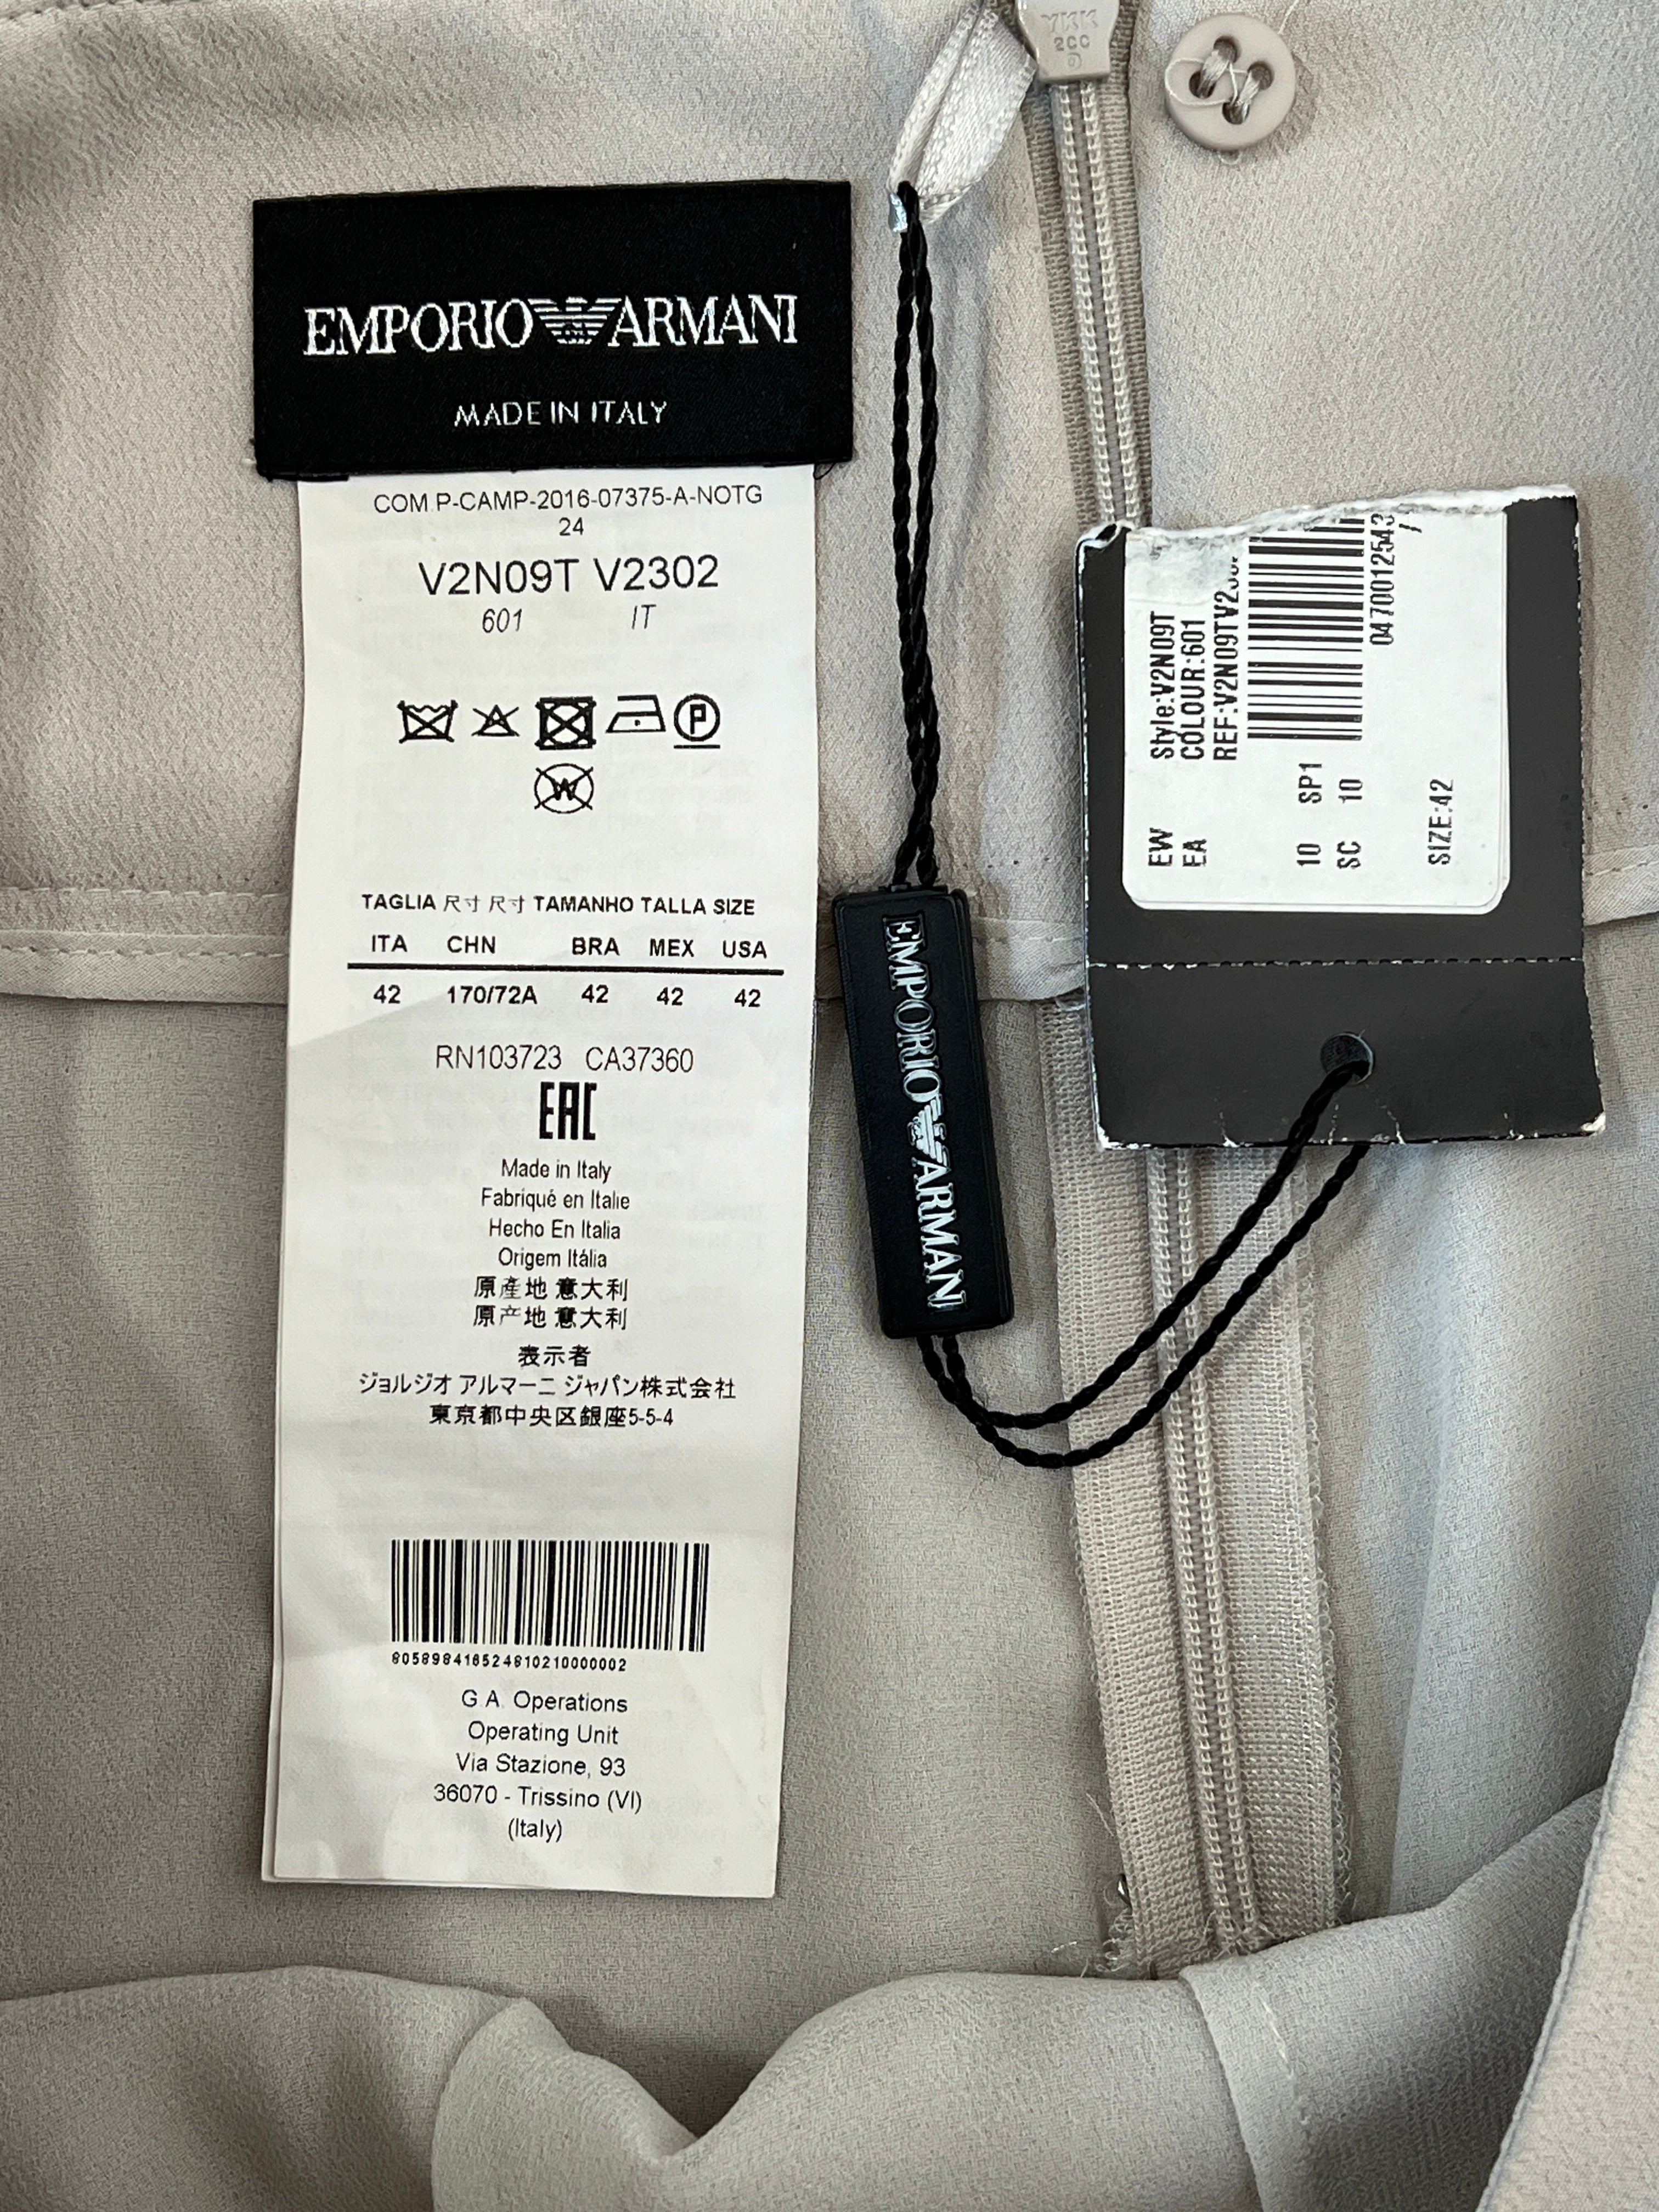 YKK
2CC
EMPORIO ARMANI
MADE IN ITALY
COM.P-CAMP-2016-07375-A-NOTG
24
V2N09T V2302
601 IT
P
W
TAGLIA 尺寸 尺寸 TAMANHO TALLA SIZE
ITA CHN BRA MEX USA
42 170/72A 42 42 42
RN103723 CA37360
EAC
Made in Italy
Fabriqué en Italie
Hecho En Italia
Origem Itália
原產地 意大利
原产地 意大利
表示者
ジョルジオ アルマーニ ジャパン株式会社
東京都中央区銀座5-5-4
805898416524810210000002
G.A. Operations
Operating Unit
Via Stazione, 93
36070 - Trissino (VI)
(Italy)
EMPORIO ARMANI
EW Style:V2N09T
EA COLOUR:601
REF:V2N09TV2
10 SP1
SC 10
0470012543
SIZE:42